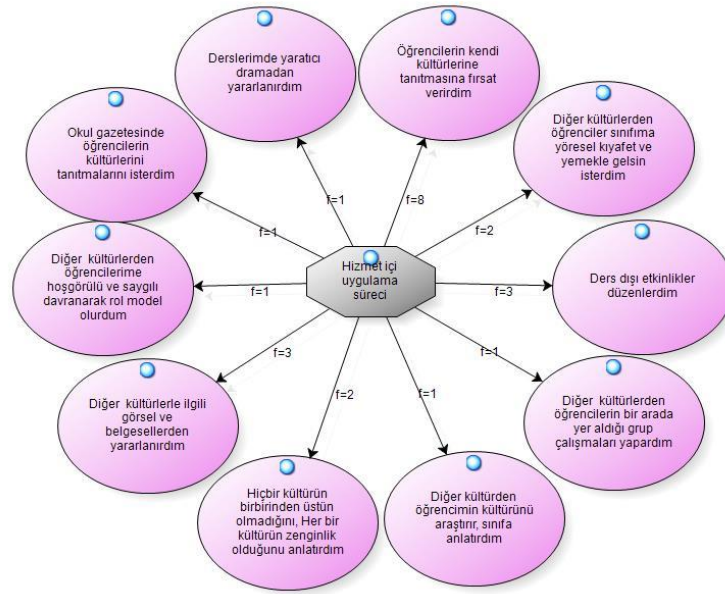 Derslerimde yaratıcı
dramadan
yararlanırdım
Öğrencilerin kendi
kültürlerine
tanıtmasına fırsat
verirdim
Okul gazetesinde
öğrencilerin
kültürlerini
tanıtmalarını isterdim
Diğer kültürlerden
öğrenciler sınıfıma
yöresel kıyafet ve
yemekle gelsin
isterdim
f=1
f=8
f=1
f=2
Diğer kültürlerden
öğrencilerime
hoşgörülü ve saygılı
davranarak rol model
olurdum
f=1
Hizmet içi
uygulama
süreci
f=3
Ders dışı etkinlikler
düzenlerdim
f=3
f=2
f=1
f=1
Diğer kültürlerle ilgili
görsel ve
belgesellerden
yararlanırdım
Diğer kültürlerden
öğrencilerin bir arada
yer aldığı grup
çalışmaları yapardım
Hiçbir kültürün
birbirinden üstün
olmadığını, Her bir
kültürün zenginlik
olduğunu anlatırdım
Diğer kültürden
öğrencimin kültürünü
araştırır, sınıfa
anlatırdım